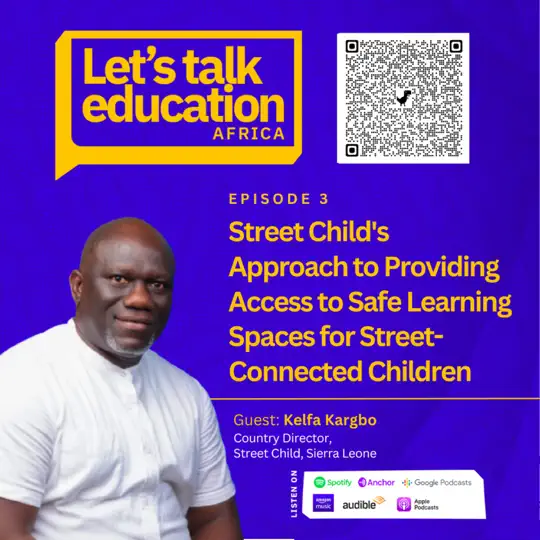 Let's talk
education
AFRICA
EPISODE 3
Street Child's
Approach to Providing
Access to Safe Learning
Spaces for Street-
Connected Children
Guest: Kelfa Kargbo
Country Director,
Street Child, Sierra Leone
LISTEN ON
Spotify Anchor Google Podcasts
amazon music audible Apple Podcasts